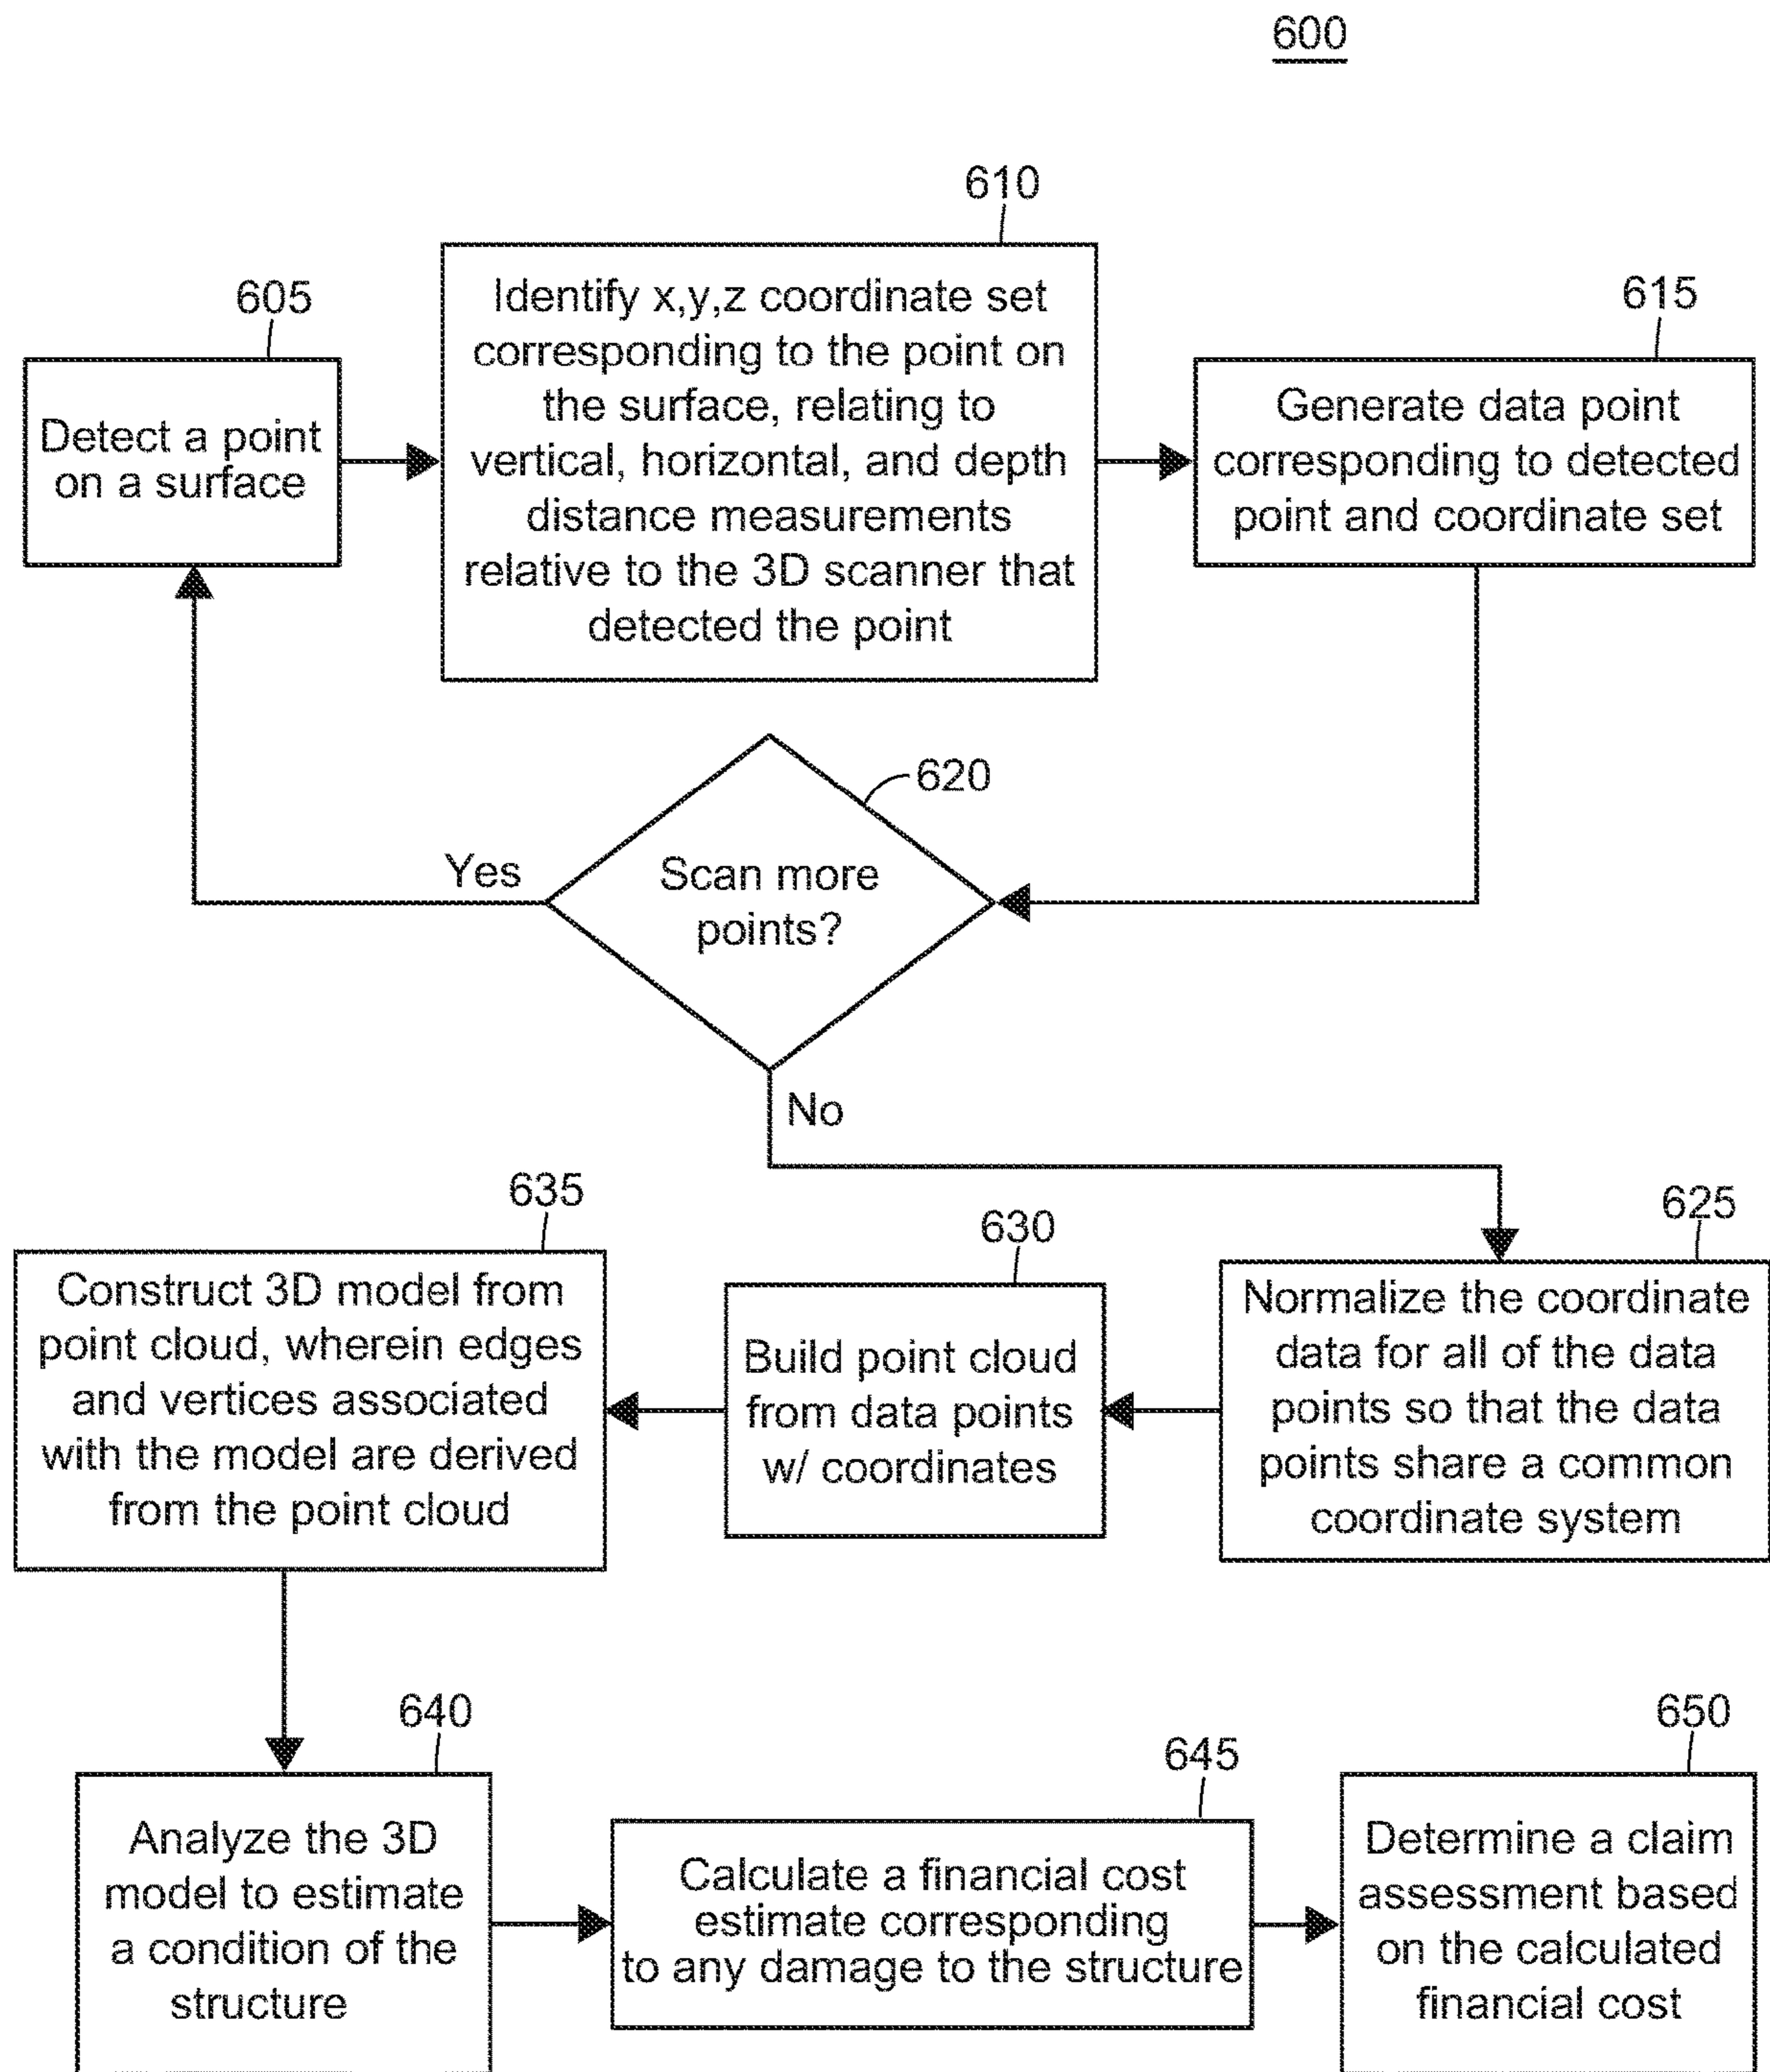 600
610
605
615
Identify x,y,z coordinate set
corresponding to the point on
the surface, relating to
vertical, horizontal, and depth
distance measurements
relative to the 3D scanner that
detected the point
Detect a point
on a surface
Generate data point
corresponding to detected
point and coordinate set
620
Yes
Scan more
points?
No
635
630
625
Construct 3D model from
point cloud, wherein edges
and vertices associated
with the model are derived
from the point cloud
Build point cloud
from data points
w/ coordinates
Normalize the coordinate
data for all of the data
points so that the data
points share a common
coordinate system
640
645
650
Analyze the 3D
model to estimate
a condition of the
structure
Calculate a financial cost
estimate corresponding
to any damage to the structure
Determine a claim
assessment based
on the calculated
financial cost